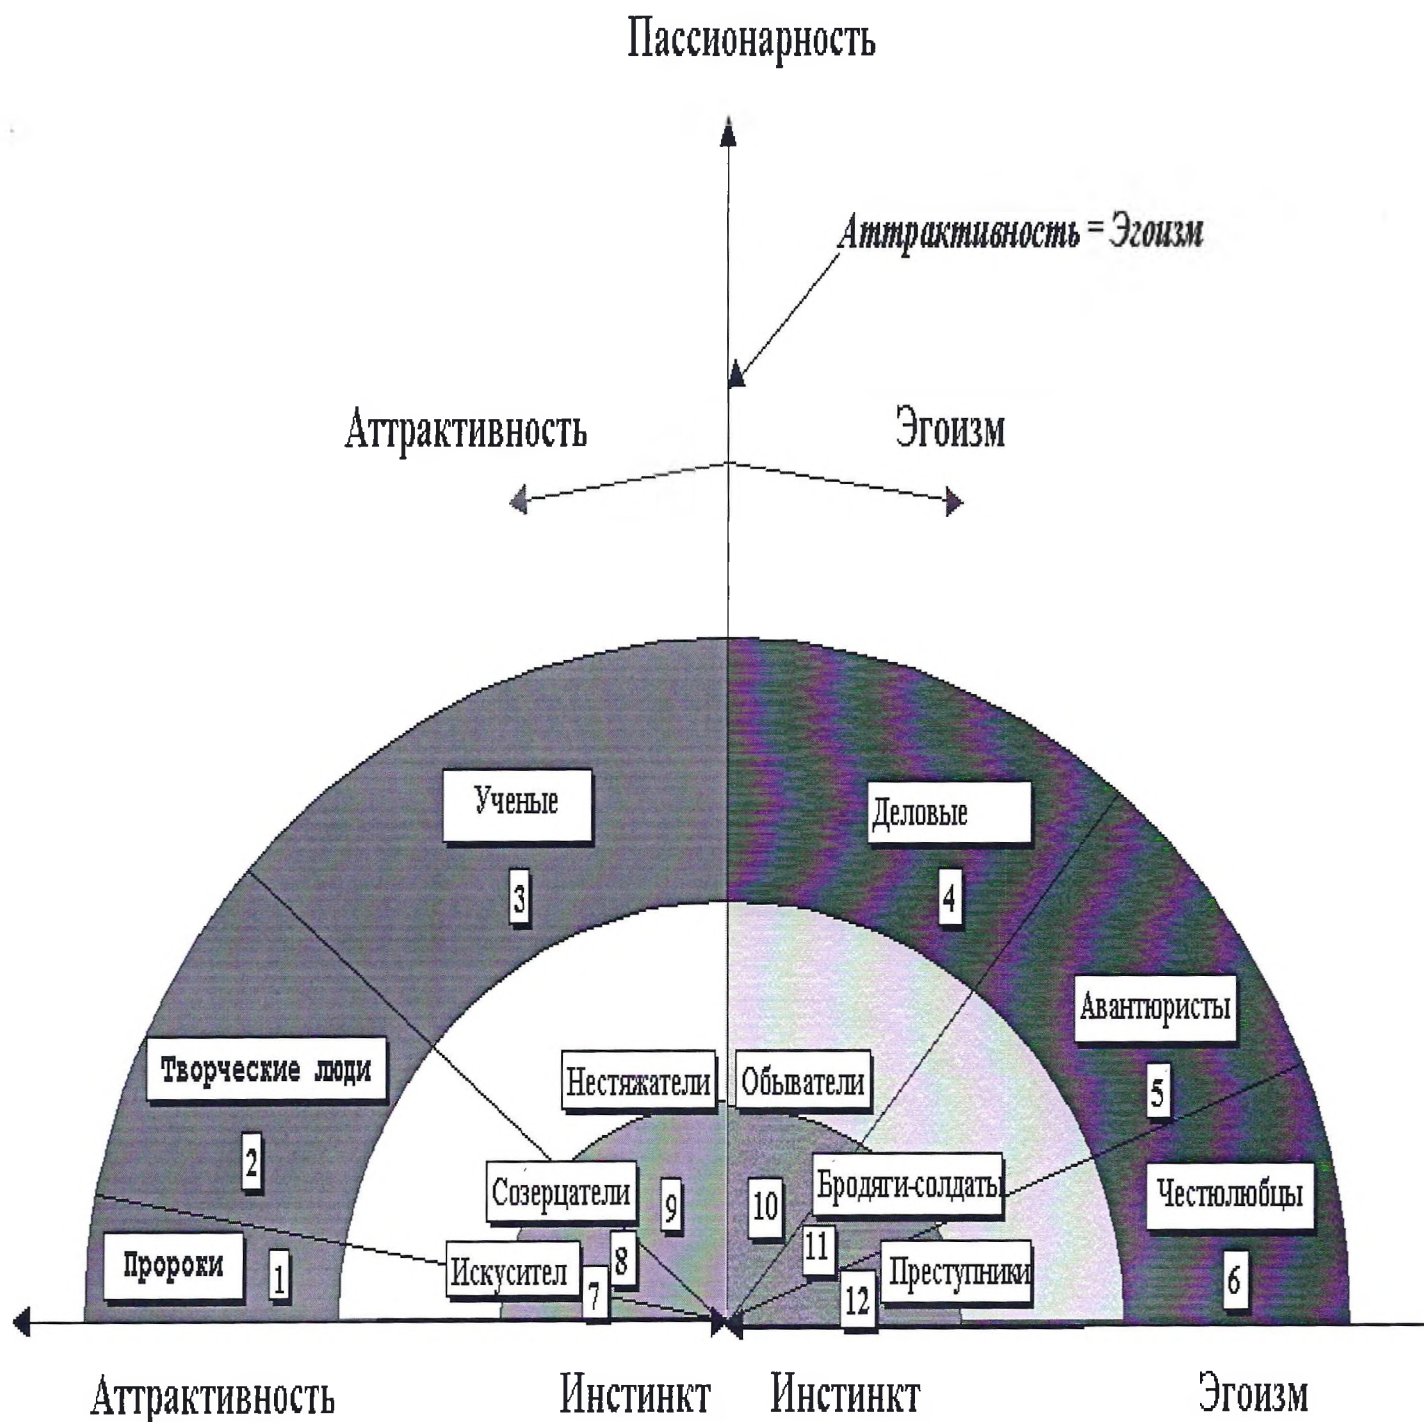 Пассионарность
Аттрактивность = Эгоизм
Аттрактивность
Эгоизм
Ученые
3
Деловые
4
Авантюристы
5
Творческие люди
2
Нестяжатели
Обыватели
Созерцатели
9
10
Бродяги-солдаты
Честюлюбцы
Пророки
1
Искусител
8
7
11
12
Преступники
6
Аттрактивность
Инстинкт
Инстинкт
Эгоизм